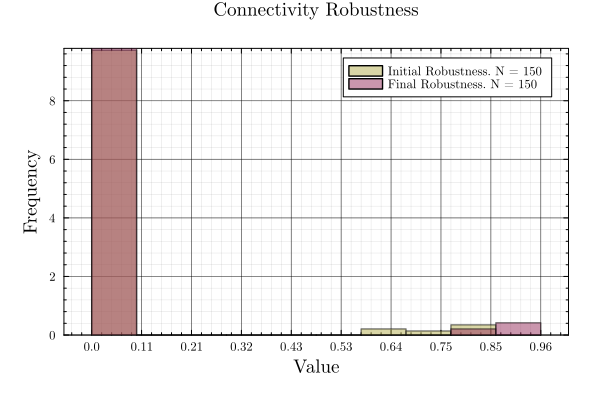 Connectivity Robustness
Initial Robustness. N = 150
Final Robustness. N = 150
Frequency
8
6
4
2
0
0.0 0.11 0.21 0.32 0.43 0.53 0.64 0.75 0.85 0.96
Value